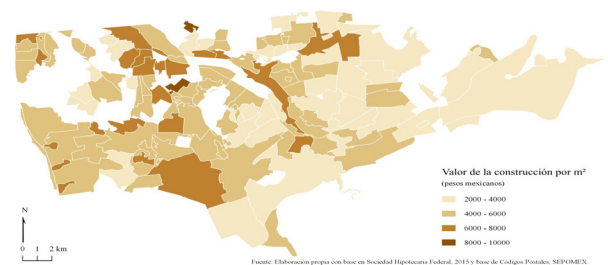 Valor de la construcción por m²
(pesos mexicanos)
2000 - 4000
4000 - 6000
6000 - 8000
8000 - 10000
N
0 1 2 km
Fuente: Elaboración propia con base en Sociedad Hipotecaria Federal, 2015 y base de Códigos Postales, SEPOMEX.